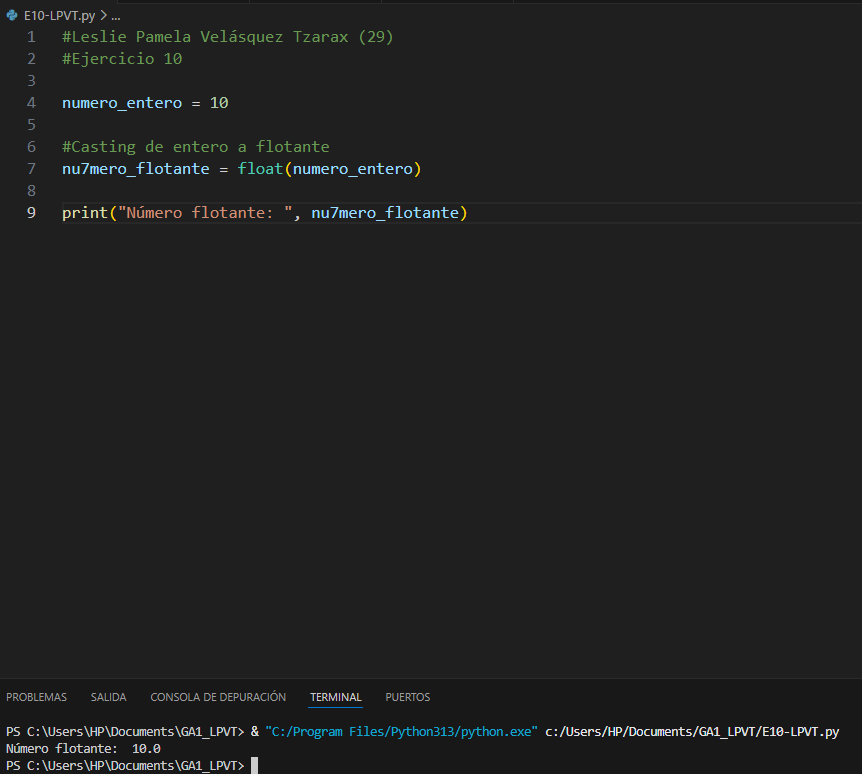 E10-LPVT.py > ...
1 #Leslie Pamela Velásquez Tzarax (29)
2 #Ejercicio 10
3
4 numero_entero = 10
5
6 #Casting de entero a flotante
7 nu7mero_flotante = float(numero_entero)
8
9 print("Número flotante: ", nu7mero_flotante)
PROBLEMAS SALIDA CONSOLA DE DEPURACIÓN TERMINAL PUERTOS
PS C:\Users\HP\Documents\GA1_LPVT> & "C:/Program Files/Python313/python.exe" c:/Users/HP/Documents/GA1_LPVT/E10-LPVT.py
Número flotante:  10.0
PS C:\Users\HP\Documents\GA1_LPVT>